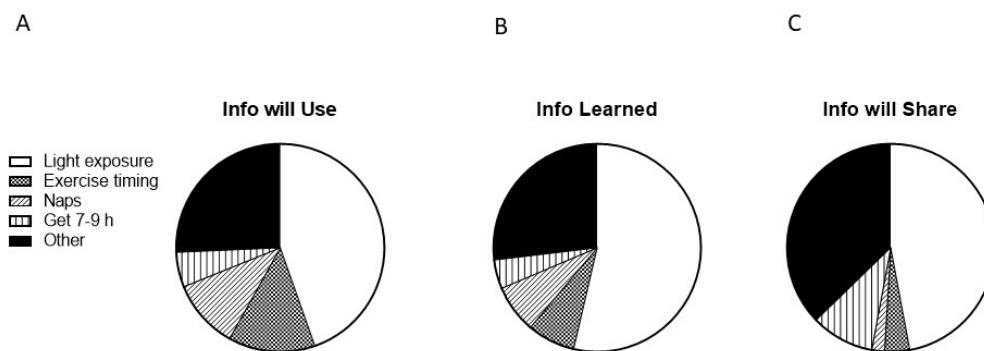 A
B
C
Info will Use
Info Learned
Info will Share
Light exposure
Exercise timing
Naps
Get 7-9 h
Other